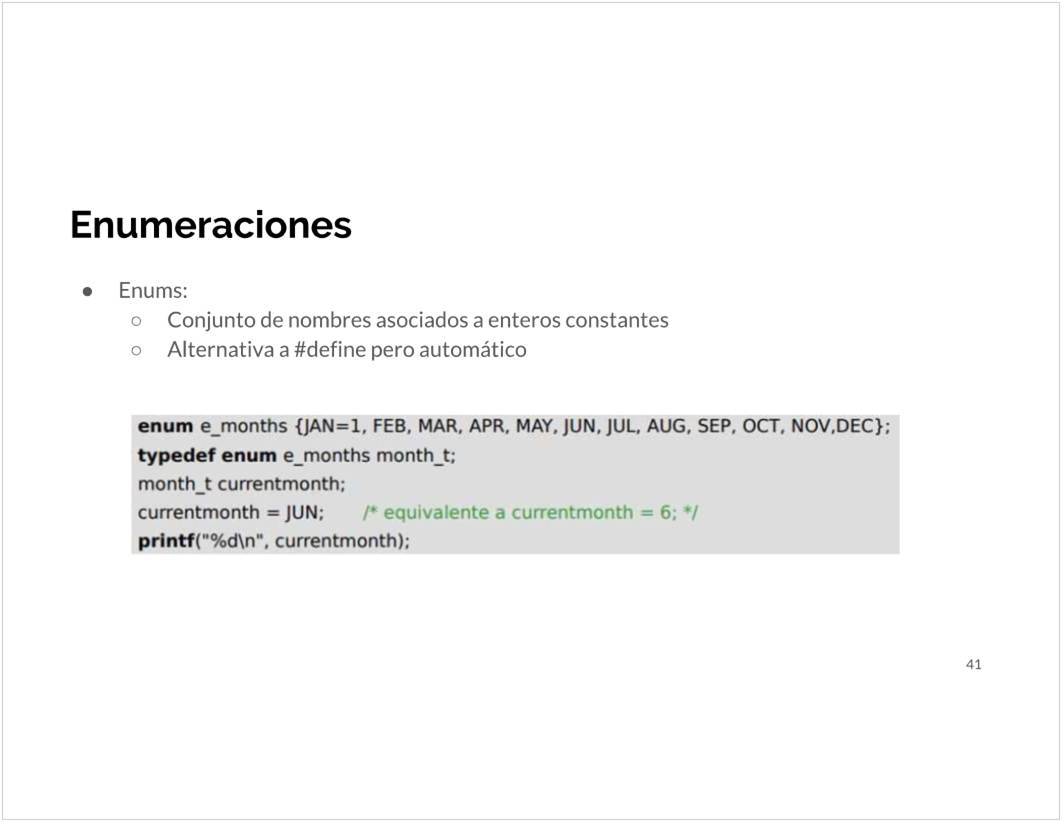 Enumeraciones
● Enums:
○ Conjunto de nombres asociados a enteros constantes
○ Alternativa a #define pero automático
enum e_months {JAN=1, FEB, MAR, APR, MAY, JUN, JUL, AUG, SEP, OCT, NOV,DEC};
typedef enum e_months month_t;
month_t currentmonth;
currentmonth = JUN; /* equivalente a currentmonth = 6; */
printf("%d\n", currentmonth);
41